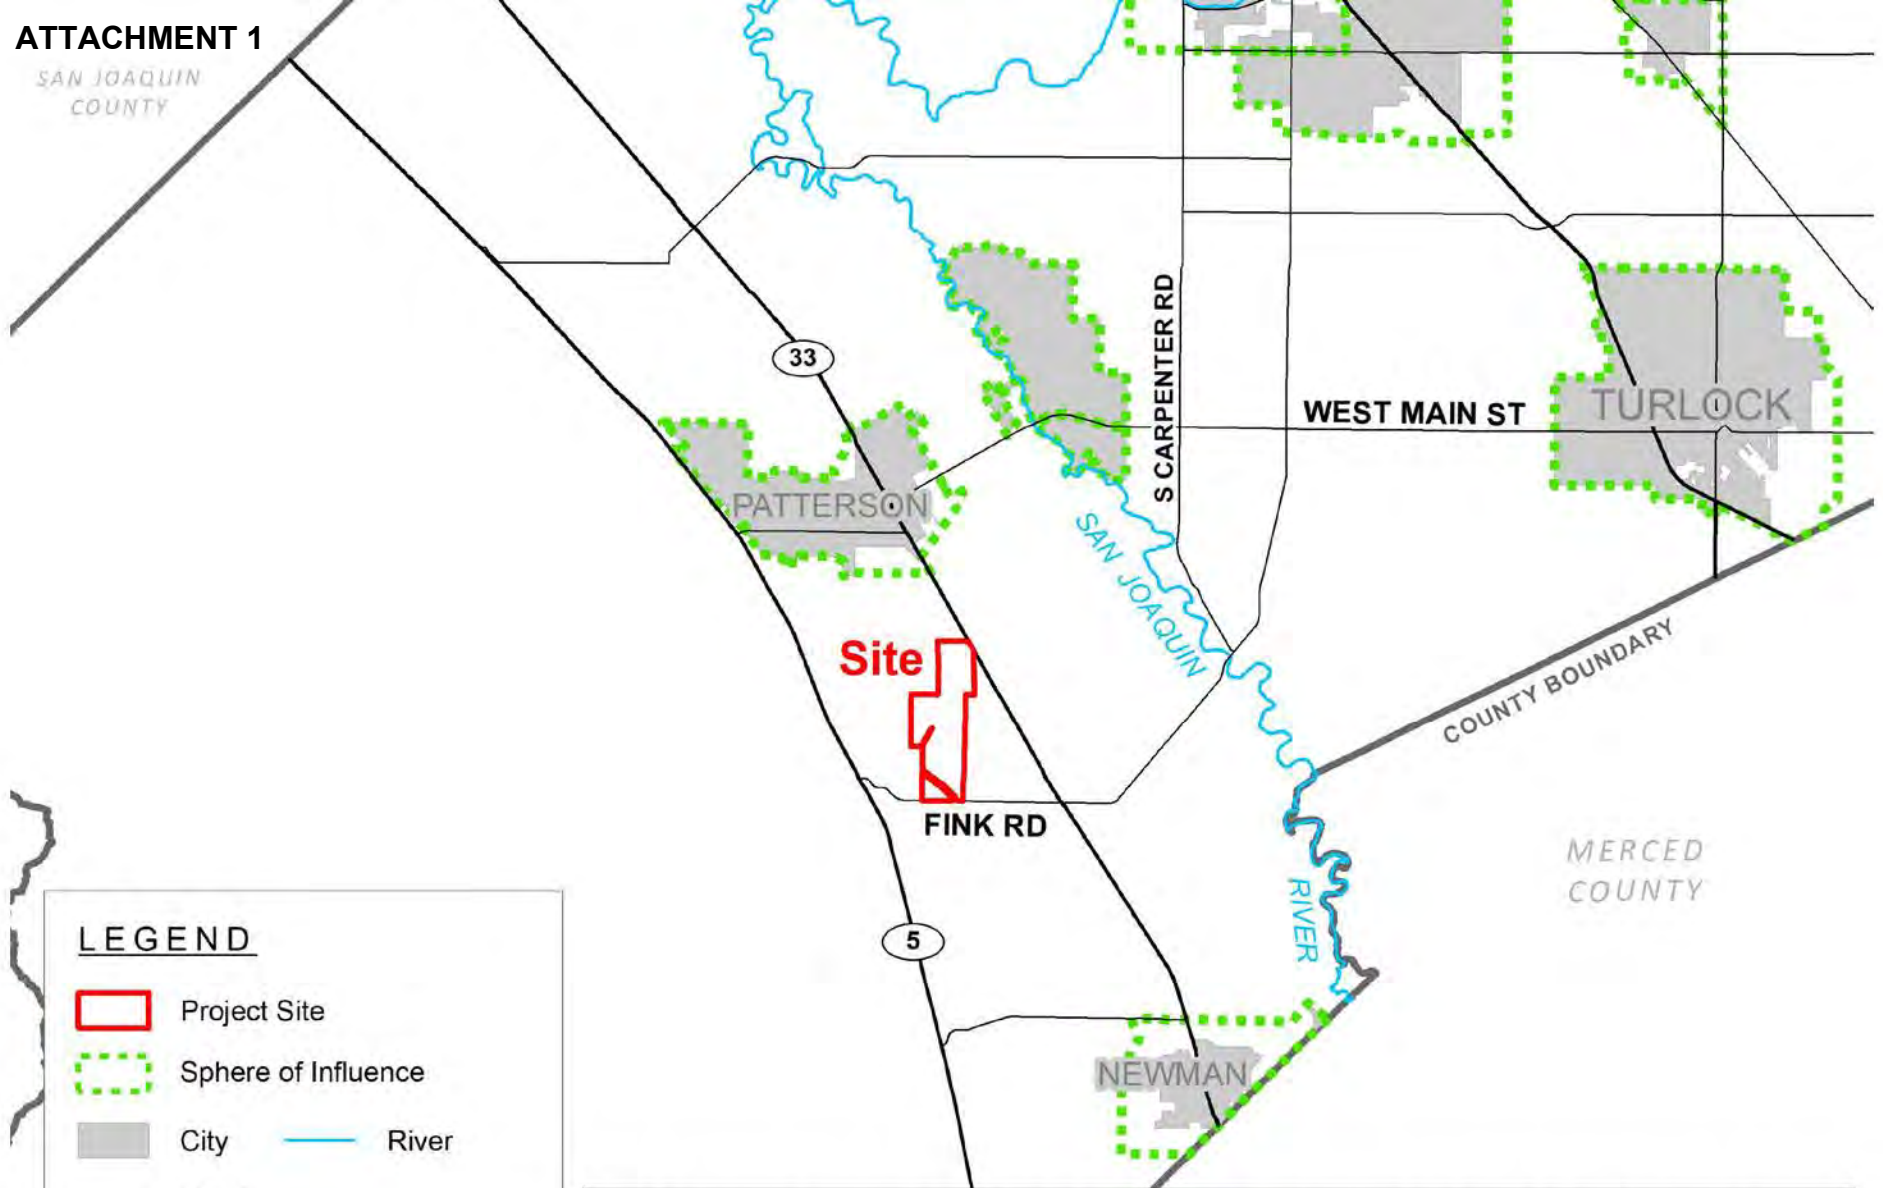 ATTACHMENT 1
SAN JOAQUIN
COUNTY
33
S CARPENTER RD
WEST MAIN ST
TURLOCK
PATTERSON
SAN JOAQUIN
Site
COUNTY BOUNDARY
FINK RD
MERCED
COUNTY
RIVER
5
NEWMAN
LEGEND
Project Site
Sphere of Influence
City
River